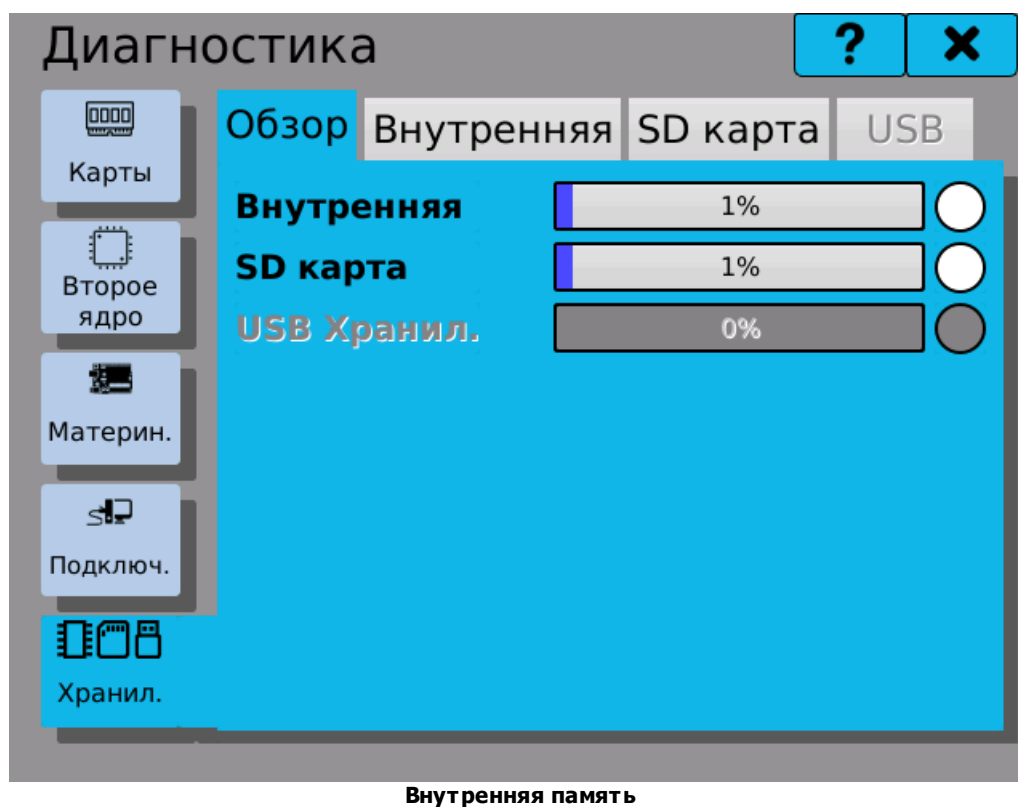 Диагностика
?
Карты
Второе
ядро
Материн.
Подключ.
Хранил.
Обзор Внутренняя SD карта USB
Внутренняя 1%
SD карта 1%
USB Хранил. 0%
Внутренняя память